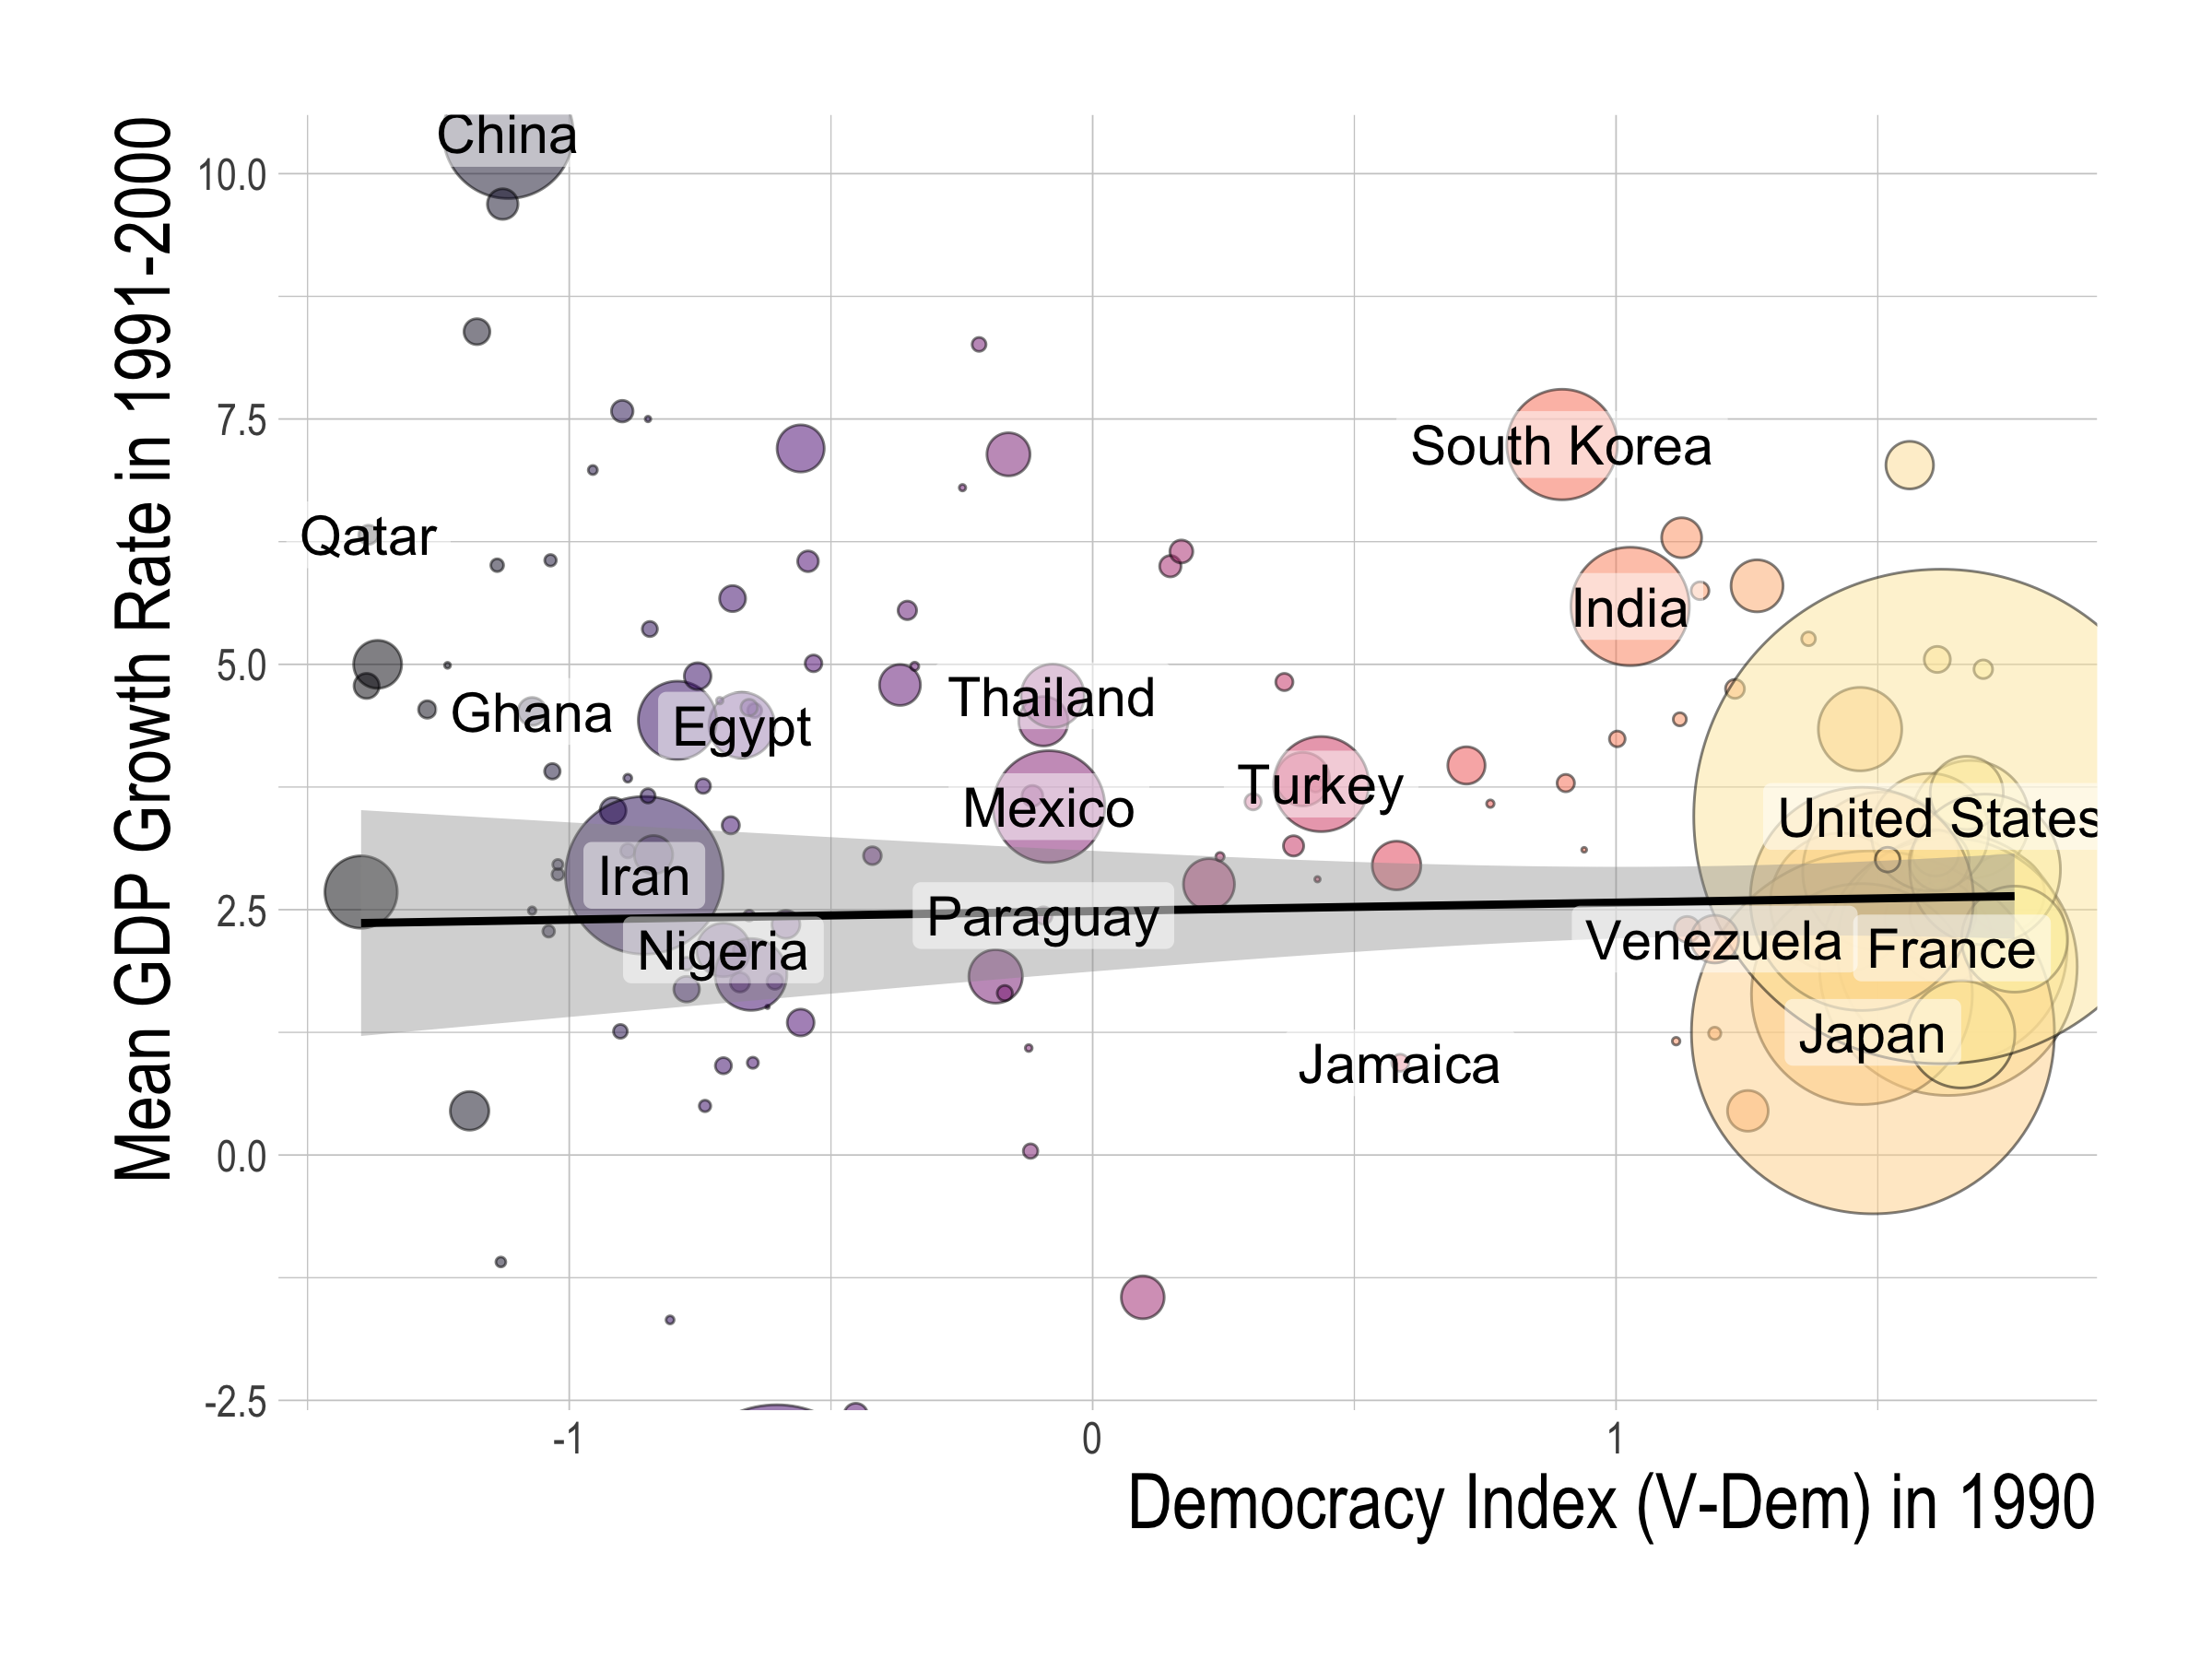 Mean GDP Growth Rate in 1991-2000
10.0
7.5
5.0
2.5
0.0
-2.5
China
South Korea
Qatar
India
Thailand
Ghana
Egypt
Turkey
Mexico
United States
Iran
Paraguay
Nigeria
Venezuela
France
Japan
Jamaica
-1
0
1
Democracy Index (V-Dem) in 1990